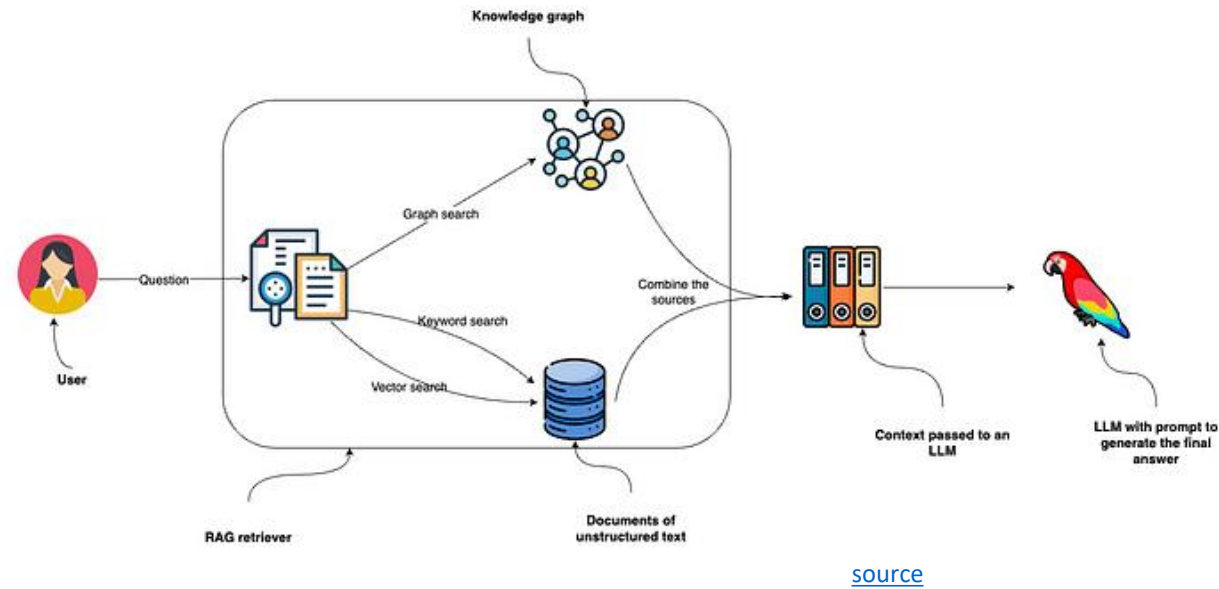 Knowledge graph
Graph search
Question
Combine the
sources
Keyword search
User
Vector search
Context passed to an
LLM
LLM with prompt to
generate the final
answer
RAG retriever
Documents of
unstructured text
source